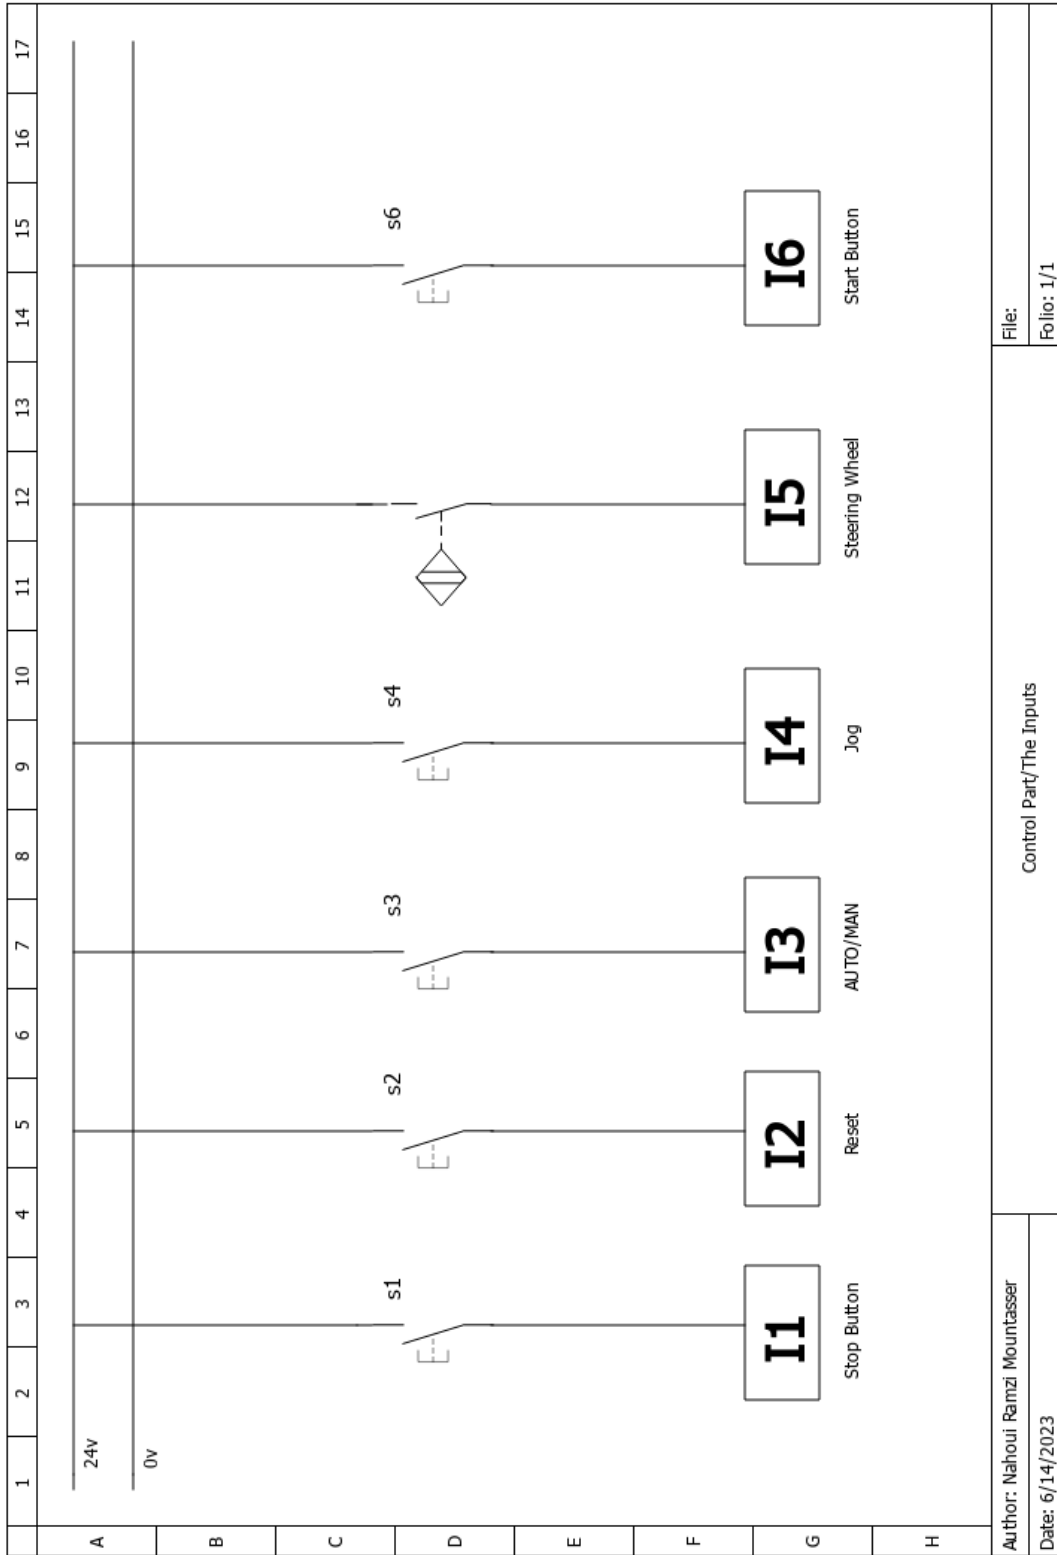 1 2 3 4 5 6 7 8 9 10 11 12 13 14 15 16 17
A
24v
0v
B
C
s1 s2 s3 s4 s6
D
E
F
G
I1 I2 I3 I4 I5 I6
Stop Button Reset AUTO/MAN Jog Steering Wheel Start Button
H
Author: Nahoui Ramzi Mountasser
Date: 6/14/2023
Control Part/The Inputs
File:
Folio: 1/1